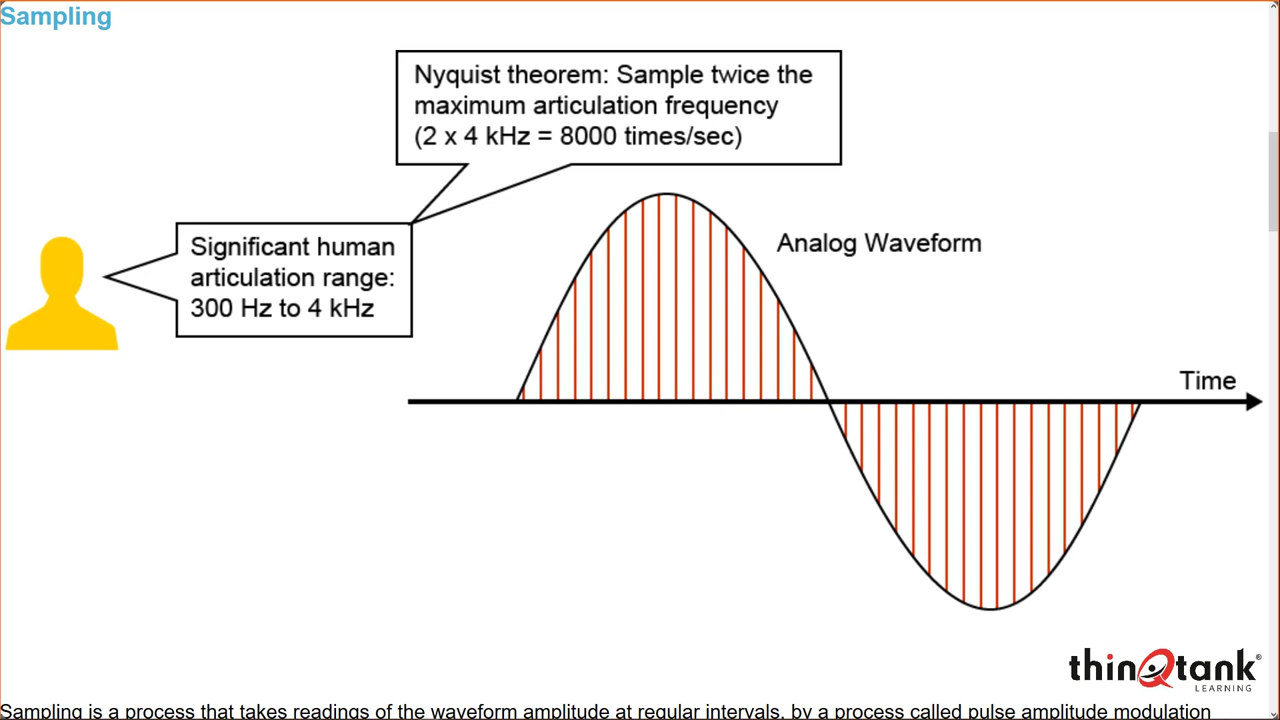 Sampling
Nyquist theorem: Sample twice the
maximum articulation frequency
(2 x 4 kHz = 8000 times/sec)
Significant human
articulation range:
300 Hz to 4 kHz
Analog Waveform
Time
thinQtank®
LEARNING
Sampling is a process that takes readings of the waveform amplitude at regular intervals, by a process called pulse amplitude modulation